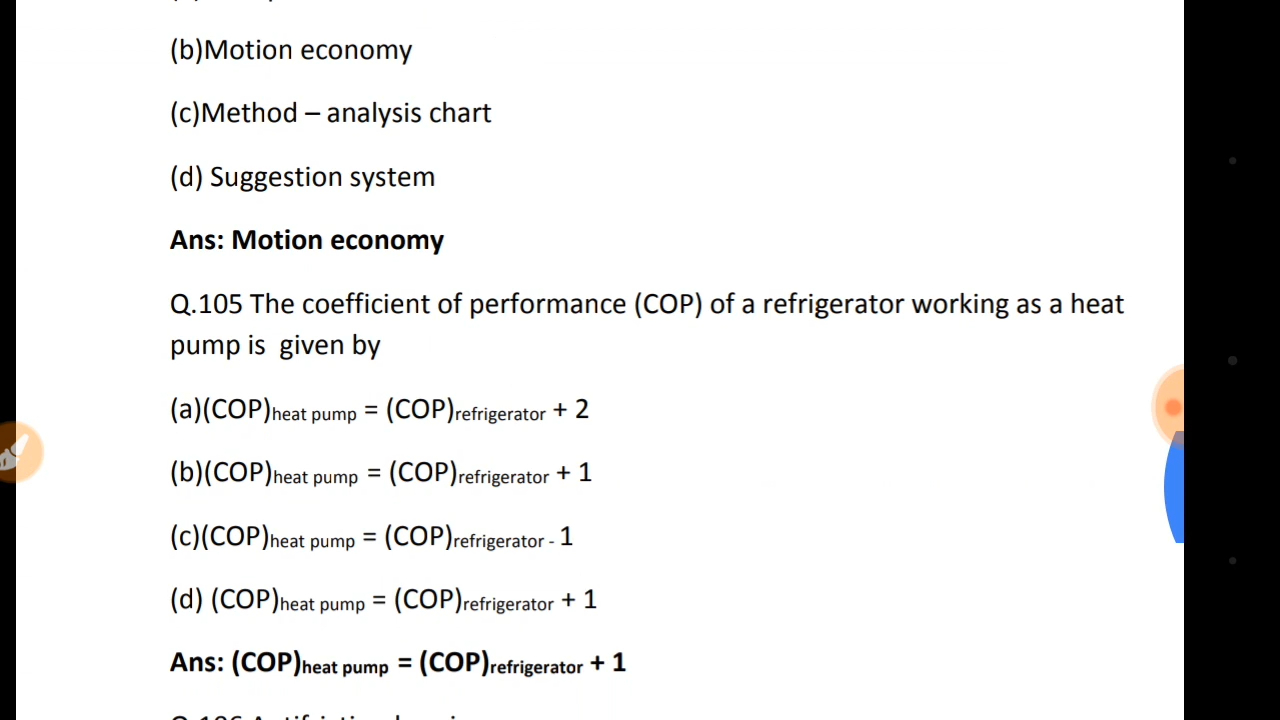 (b)Motion economy
(c)Method – analysis chart
(d) Suggestion system
Ans: Motion economy
Q.105 The coefficient of performance (COP) of a refrigerator working as a heat
pump is given by
(a)(COP)heat pump = (COP)refrigerator + 2
(b)(COP)heat pump = (COP)refrigerator + 1
(c)(COP)heat pump = (COP)refrigerator - 1
(d) (COP)heat pump = (COP)refrigerator + 1
Ans: (COP)heat pump = (COP)refrigerator + 1